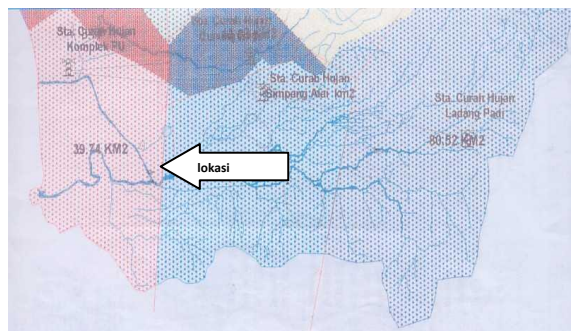 Sta. Curah Hujan
Komplek PU
Sta. Curah Hujan
Sta. Curah Hujan
Simpang Alai km2
Sta. Curah Hujan
Ladang Padi
39.74 KM2
80.52 KM2
lokasi